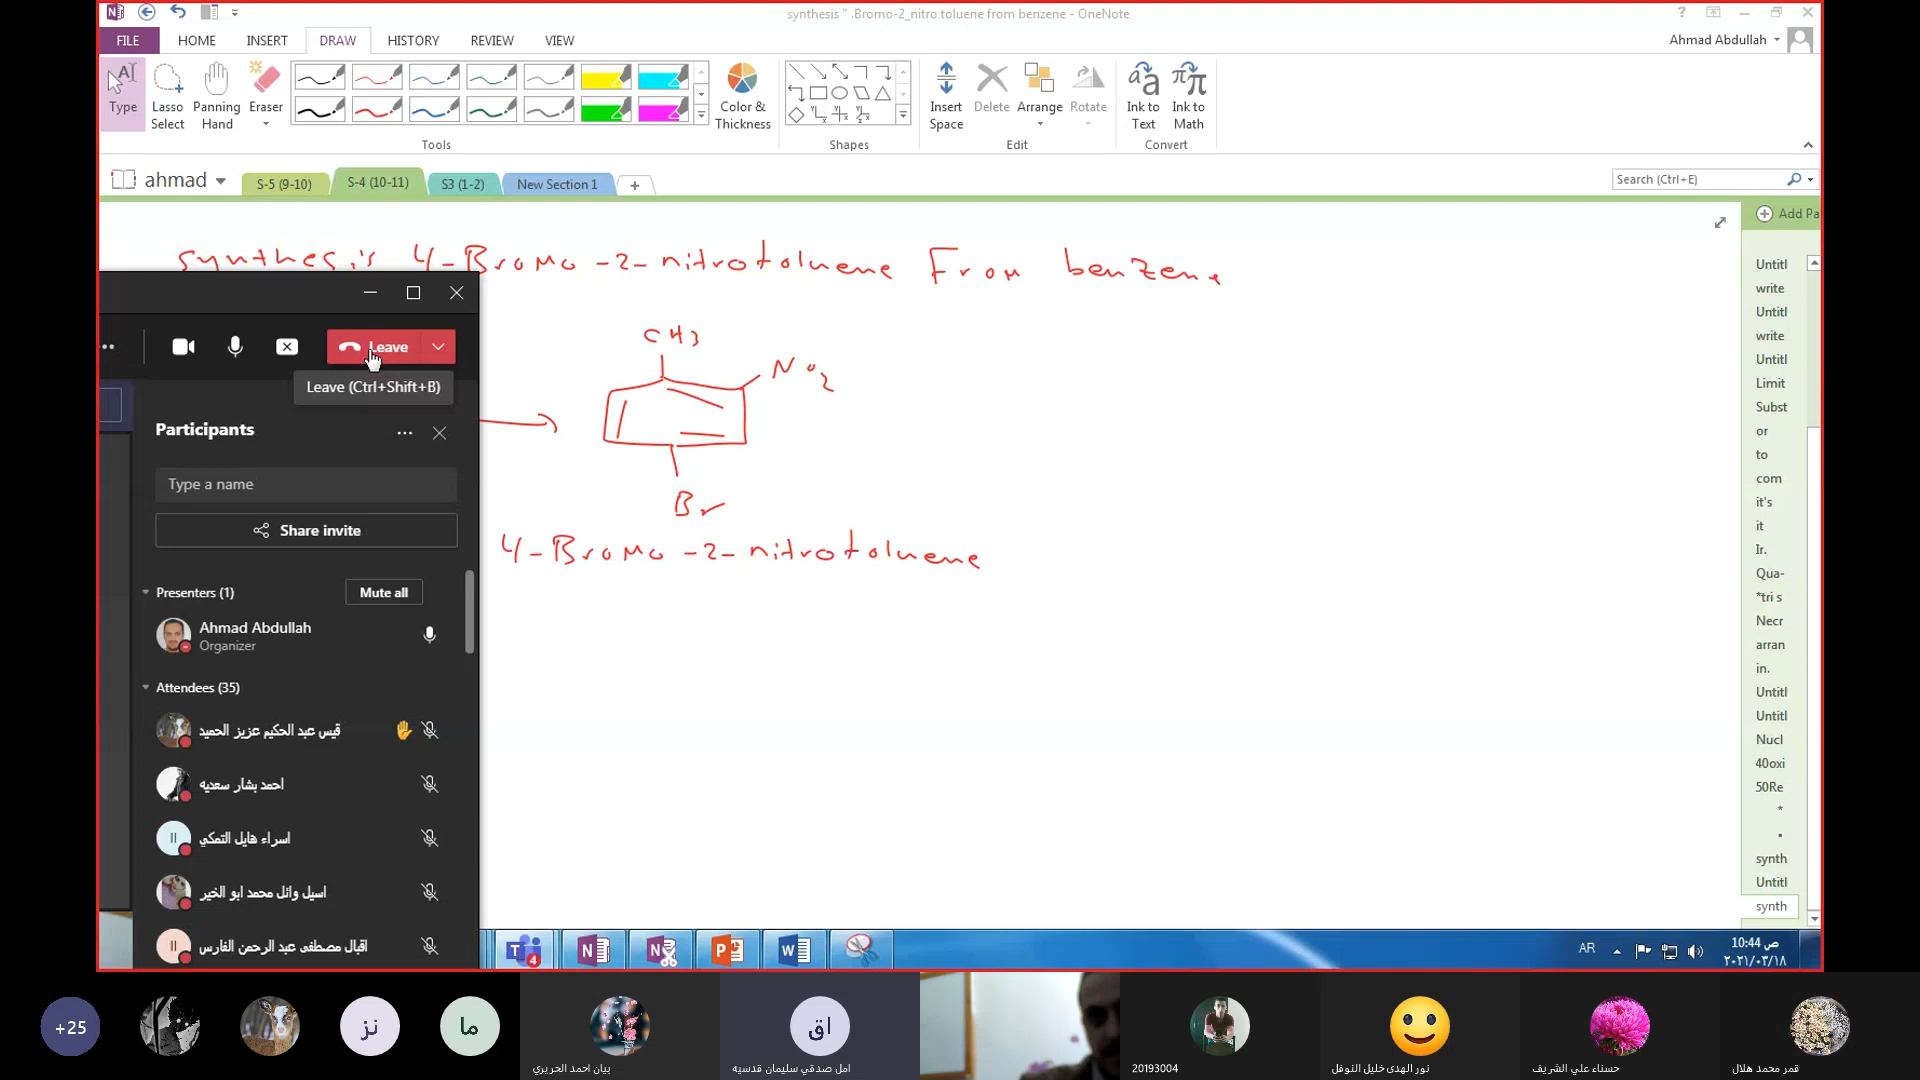 synthesis " .Bromo-2_nitro toluene from benzene - OneNote
FILE HOME INSERT DRAW HISTORY REVIEW VIEW
Ahmad Abdullah
Type
Lasso Select
Panning Hand
Eraser
Color & Thickness
Insert Space
Delete
Arrange
Rotate
Ink to Text
Ink to Math
Tools Shapes Edit Convert
ahmad S-5 (9-10) S-4 (10-11) S3 (1-2) New Section 1
Search (Ctrl+E)
Add Pa
synthesis 4-Bromo-2-nitrotoluene From benzene
CH3
NO2
Br
4-Bromo-2-nitrotoluene
Leave
Leave (Ctrl+Shift+B)
Participants
Type a name
Share invite
Presenters (1)
Mute all
Ahmad Abdullah
Organizer
Attendees (35)
قيس عبد الحكيم عزيز الحميد
احمد بشار سعديه
اا اسراء هايل التمكي
اسيل وائل محمد ابو الخير
اا اقبال مصطفى عبد الرحمن الفارس
Untitl
write
Untitl
write
Untitl
Limit
Subst
or
to
com
it's
it
Ir.
Qua-
*tri s
Necr
arran
in.
Untitl
Untitl
Nucl
40oxi
50Re
*
synth
Untitl
synth
4
AR
10:44 ص
٢٠٢١/٠٣/١٨
+25
نز
ما
اق
بيان احمد الحريري
امل صدقي سليمان قدسيه
20193004
نور الهدى خليل النوفل
حسناء علي الشريف
قمر محمد هلال